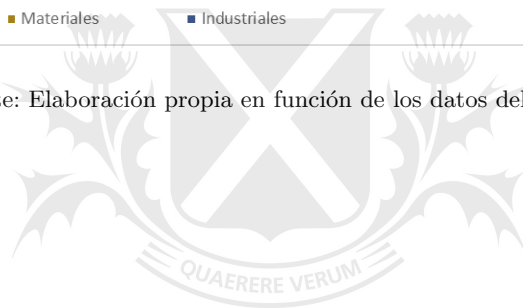 Materiales Industriales
: Elaboración propia en función de los datos del
QUAERERE VERUM